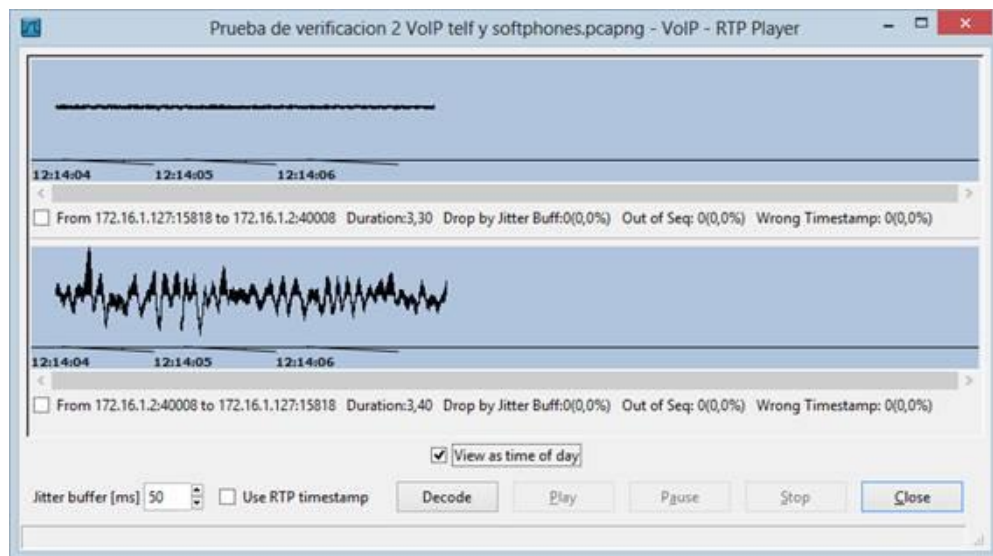 Prueba de verificacion 2 VoIP telf y softphones.pcapng - VoIP - RTP Player
12:14:04 12:14:05 12:14:06
From 172.16.1.127:15818 to 172.16.1.2:40008 Duration:3,30 Drop by Jitter Buff:0(0,0%) Out of Seq: 0(0,0%) Wrong Timestamp: 0(0,0%)
12:14:04 12:14:05 12:14:06
From 172.16.1.2:40008 to 172.16.1.127:15818 Duration:3,40 Drop by Jitter Buff:0(0,0%) Out of Seq: 0(0,0%) Wrong Timestamp: 0(0,0%)
View as time of day
Jitter buffer [ms] 50 Use RTP timestamp Decode Play Pause Stop Close